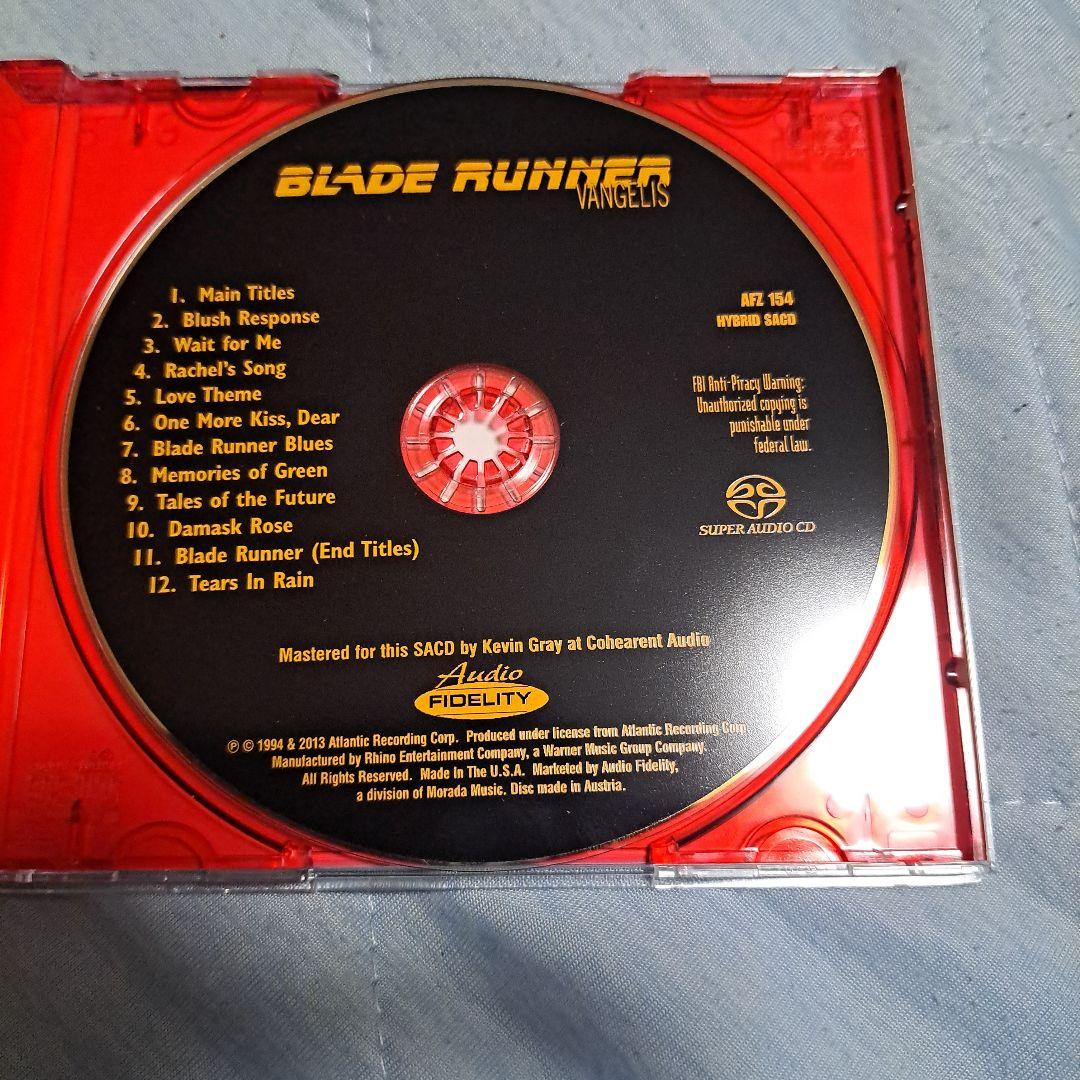 BLADE RUNNER
VANGELIS
1. Main Titles
2. Blush Response
3. Wait for Me
4. Rachel's Song
5. Love Theme
6. One More Kiss, Dear
7. Blade Runner Blues
8. Memories of Green
9. Tales of the Future
10. Damask Rose
11. Blade Runner (End Titles)
12. Tears In Rain
AFZ 154
HYBRID SACD
FBI Anti-Piracy Warning:
Unauthorized copying is
punishable under
federal law.
SUPER AUDIO CD
Mastered for this SACD by Kevin Gray at Cohearent Audio
Audio
FIDELITY
℗ © 1994 & 2013 Atlantic Recording Corp. Produced under license from Atlantic Recording Corp.
Manufactured by Rhino Entertainment Company, a Warner Music Group Company.
All Rights Reserved. Made In The U.S.A. Marketed by Audio Fidelity,
a division of Morada Music. Disc made in Austria.